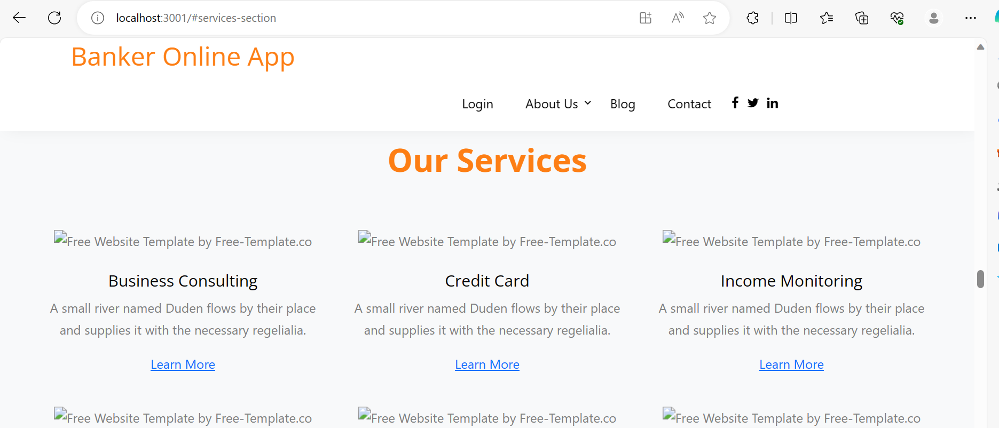 localhost:3001/#services-section
Banker Online App
Login About Us Blog Contact
Our Services
Free Website Template by Free-Template.co Free Website Template by Free-Template.co Free Website Template by Free-Template.co
Business Consulting Credit Card Income Monitoring
A small river named Duden flows by their place A small river named Duden flows by their place A small river named Duden flows by their place
and supplies it with the necessary regelialia. and supplies it with the necessary regelialia. and supplies it with the necessary regelialia.
Learn More Learn More Learn More
Free Website Template by Free-Template.co Free Website Template by Free-Template.co Free Website Template by Free-Template.co